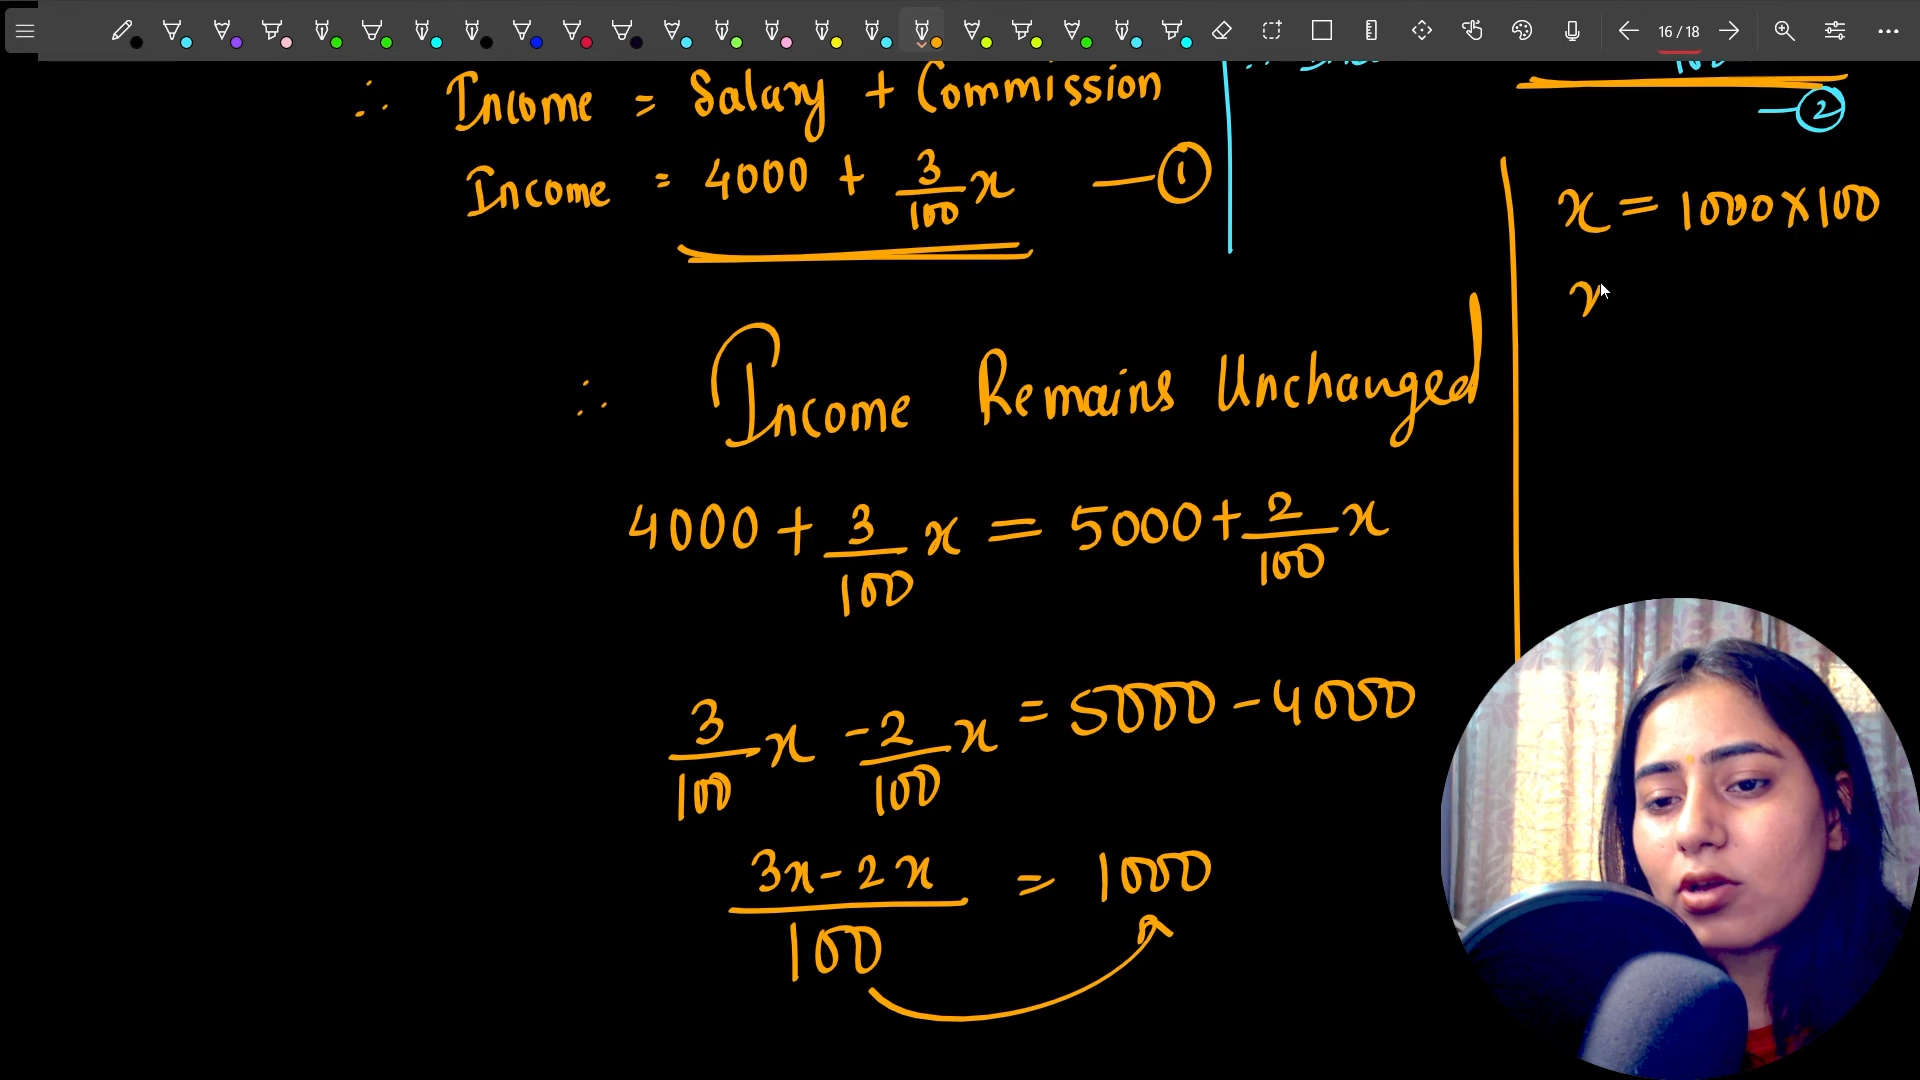 16 / 18
∴ Income = Salary + Commission
Income = 4000 + 3/100 x — ①
— ②
x = 1000 × 100
x
∴ Income Remains Unchanged
4000 + 3/100 x = 5000 + 2/100 x
3/100 x - 2/100 x = 5000 - 4000
3x - 2x / 100 = 1000